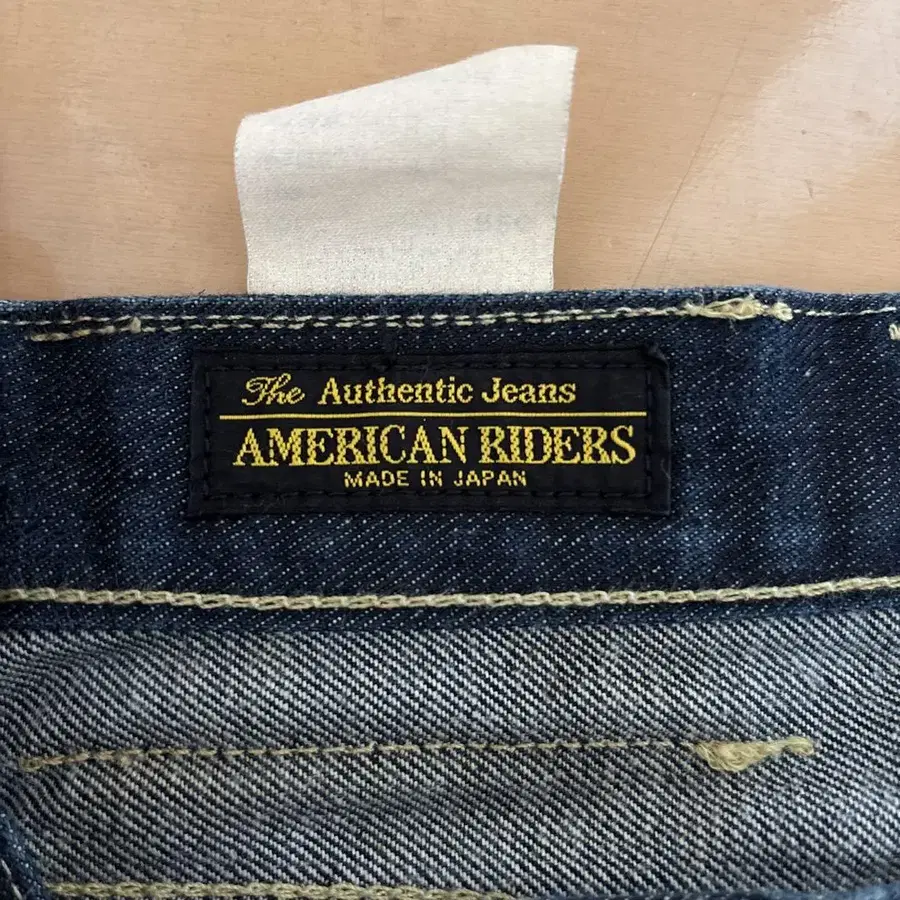 The Authentic Jeans
AMERICAN RIDERS
MADE IN JAPAN